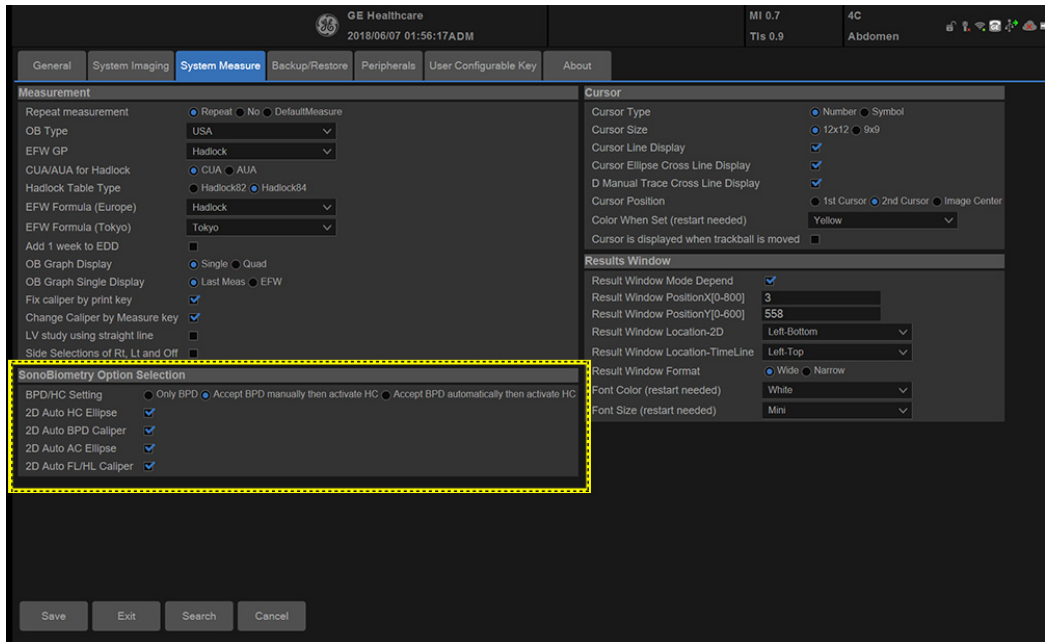 GE Healthcare
2018/06/07 01:56:17ADM
MI 0.7
TIs 0.9
4C
Abdomen
General System Imaging System Measure Backup/Restore Peripherals User Configurable Key About
Measurement
Repeat measurement Repeat No DefaultMeasure
OB Type USA
EFW GP Hadlock
CUA/AUA for Hadlock CUA AUA
Hadlock Table Type Hadlock82 Hadlock84
EFW Formula (Europe) Hadlock
EFW Formula (Tokyo) Tokyo
Add 1 week to EDD
OB Graph Display Single Quad
OB Graph Single Display Last Meas EFW
Fix caliper by print key
Change Caliper by Measure key
LV study using straight line
Side Selections of Rt, Lt and Off
SonoBiometry Option Selection
BPD/HC Setting Only BPD Accept BPD manually then activate HC Accept BPD automatically then activate HC
2D Auto HC Ellipse
2D Auto BPD Caliper
2D Auto AC Ellipse
2D Auto FL/HL Caliper
Cursor
Cursor Type Number Symbol
Cursor Size 12x12 9x9
Cursor Line Display
Cursor Ellipse Cross Line Display
D Manual Trace Cross Line Display
Cursor Position 1st Cursor 2nd Cursor Image Center
Color When Set (restart needed) Yellow
Cursor is displayed when trackball is moved
Results Window
Result Window Mode Depend
Result Window PositionX[0-800] 3
Result Window PositionY[0-600] 558
Result Window Location-2D Left-Bottom
Result Window Location-TimeLine Left-Top
Result Window Format Wide Narrow
Font Color (restart needed) White
Font Size (restart needed) Mini
Save Exit Search Cancel